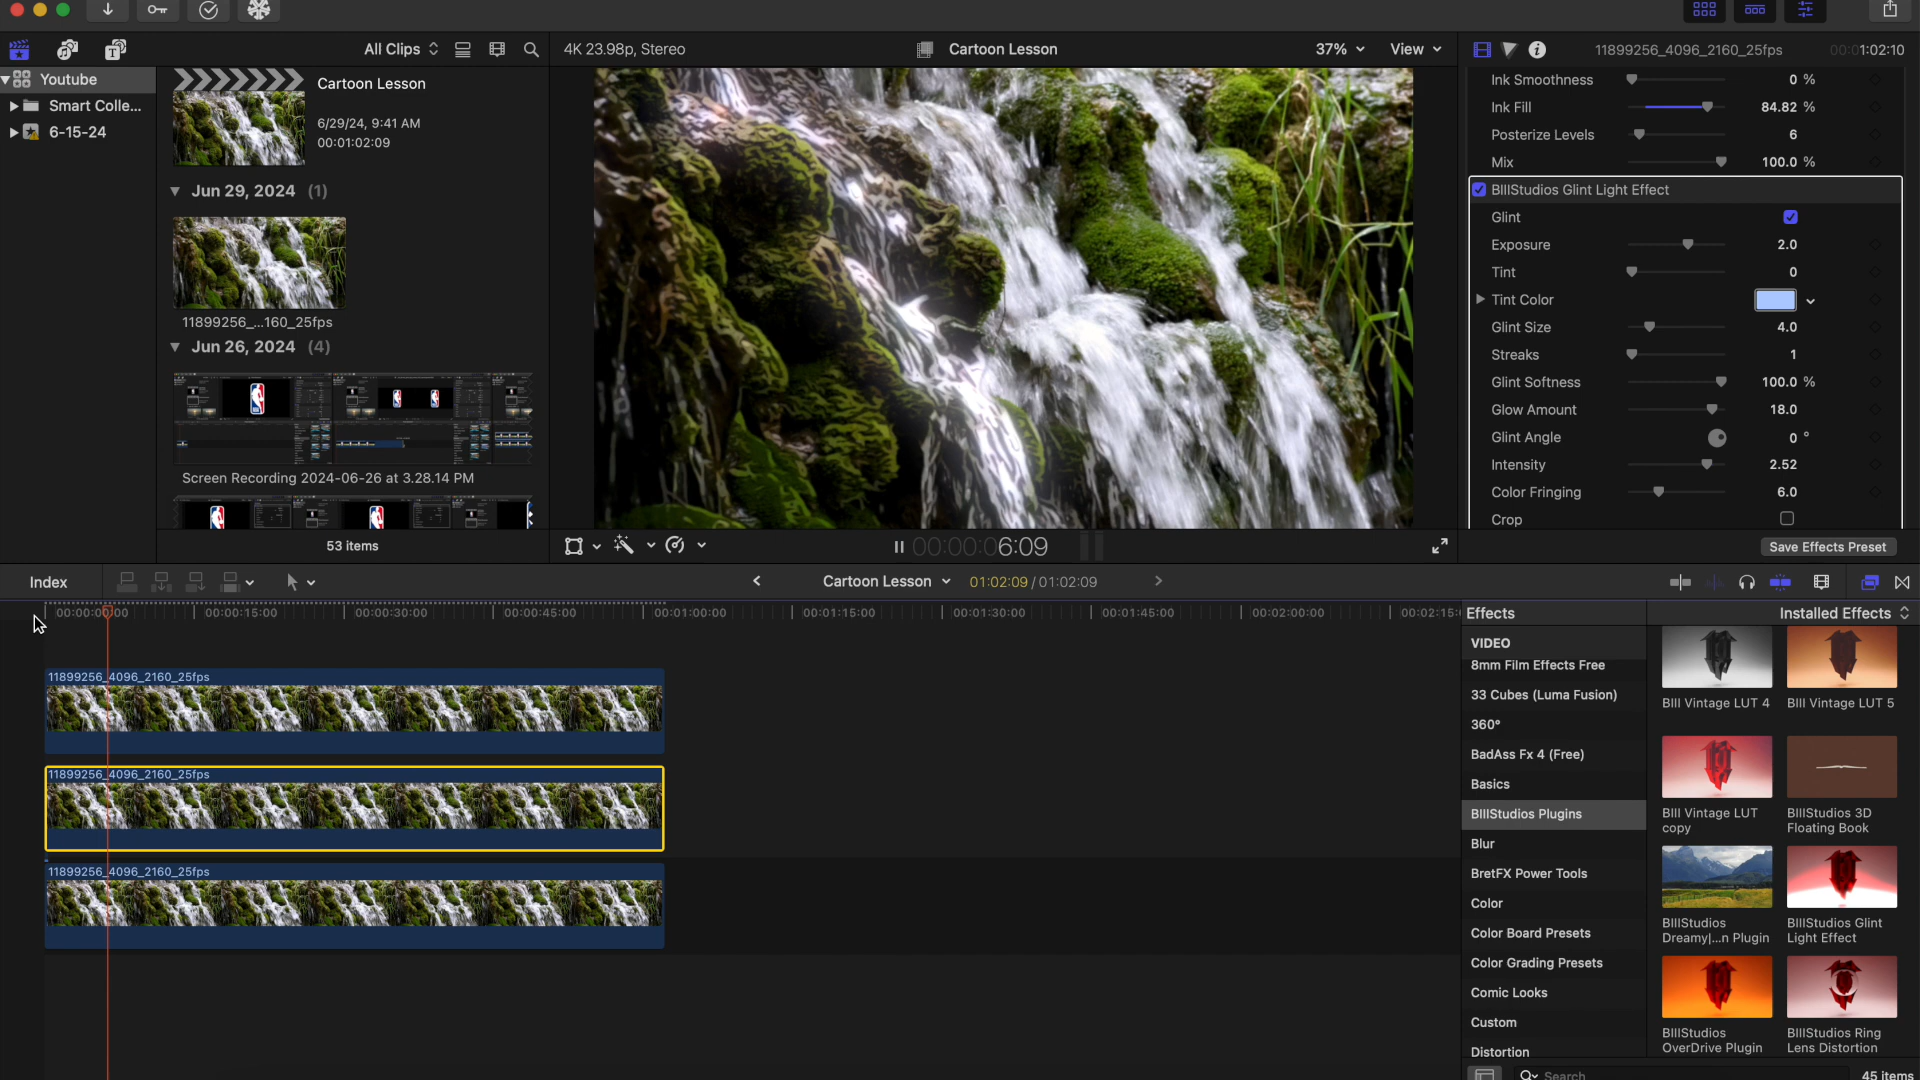 All Clips
4K 23.98p, Stereo
Cartoon Lesson
37%
View
11899256_4096_2160_25fps
00:01:02:10
Youtube
Smart Colle...
6-15-24
Cartoon Lesson
6/29/24, 9:41 AM
00:01:02:09
Jun 29, 2024 (1)
11899256_...160_25fps
Jun 26, 2024 (4)
Screen Recording 2024-06-26 at 3.28.14 PM
53 items
Ink Smoothness 0 %
Ink Fill 84.82 %
Posterize Levels 6
Mix 100.0 %
BIIIStudios Glint Light Effect
Glint
Exposure 2.0
Tint 0
Tint Color
Glint Size 4.0
Streaks 1
Glint Softness 100.0 %
Glow Amount 18.0
Glint Angle 0 °
Intensity 2.52
Color Fringing 6.0
Crop
00:00:06:09
Save Effects Preset
Index
Cartoon Lesson
01:02:09 / 01:02:09
00:00:00:00
00:00:15:00
00:00:30:00
00:00:45:00
00:01:00:00
00:01:15:00
00:01:30:00
00:01:45:00
00:02:00:00
00:02:15:
11899256_4096_2160_25fps
11899256_4096_2160_25fps
11899256_4096_2160_25fps
Effects
Installed Effects
VIDEO
8mm Film Effects Free
33 Cubes (Luma Fusion)
360°
BadAss Fx 4 (Free)
Basics
BIIIStudios Plugins
Blur
BretFX Power Tools
Color
Color Board Presets
Color Grading Presets
Comic Looks
Custom
Distortion
BIII Vintage LUT 4
BIII Vintage LUT 5
BIII Vintage LUT
copy
BIIIStudios 3D
Floating Book
BIIIStudios
Dreamy|...n Plugin
BIIIStudios Glint
Light Effect
BIIIStudios
OverDrive Plugin
BIIIStudios Ring
Lens Distortion
Search
45 items